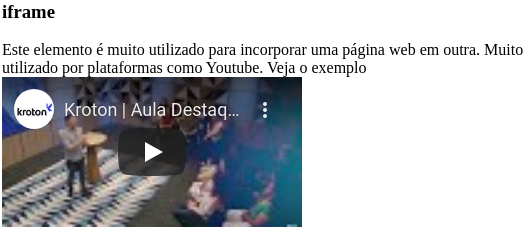 iframe
Este elemento é muito utilizado para incorporar uma página web em outra. Muito
utilizado por plataformas como Youtube. Veja o exemplo
kroton
Kroton | Aula Destaq...